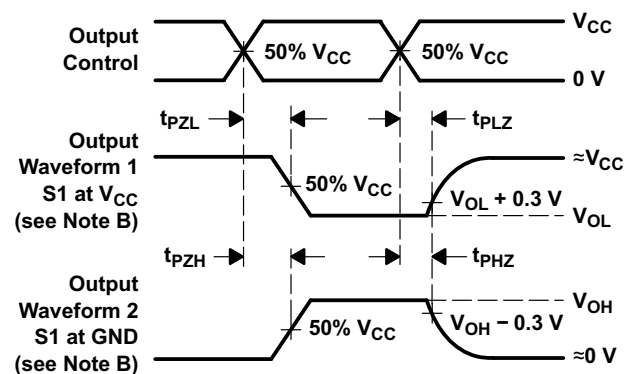 Output
Control
50% VCC
50% VCC
VCC
0 V
tPZL
tPLZ
Output
Waveform 1
S1 at VCC
(see Note B)
50% VCC
≈VCC
VOL + 0.3 V
VOL
tPZH
tPHZ
Output
Waveform 2
S1 at GND
(see Note B)
50% VCC
VOH
VOH − 0.3 V
≈0 V